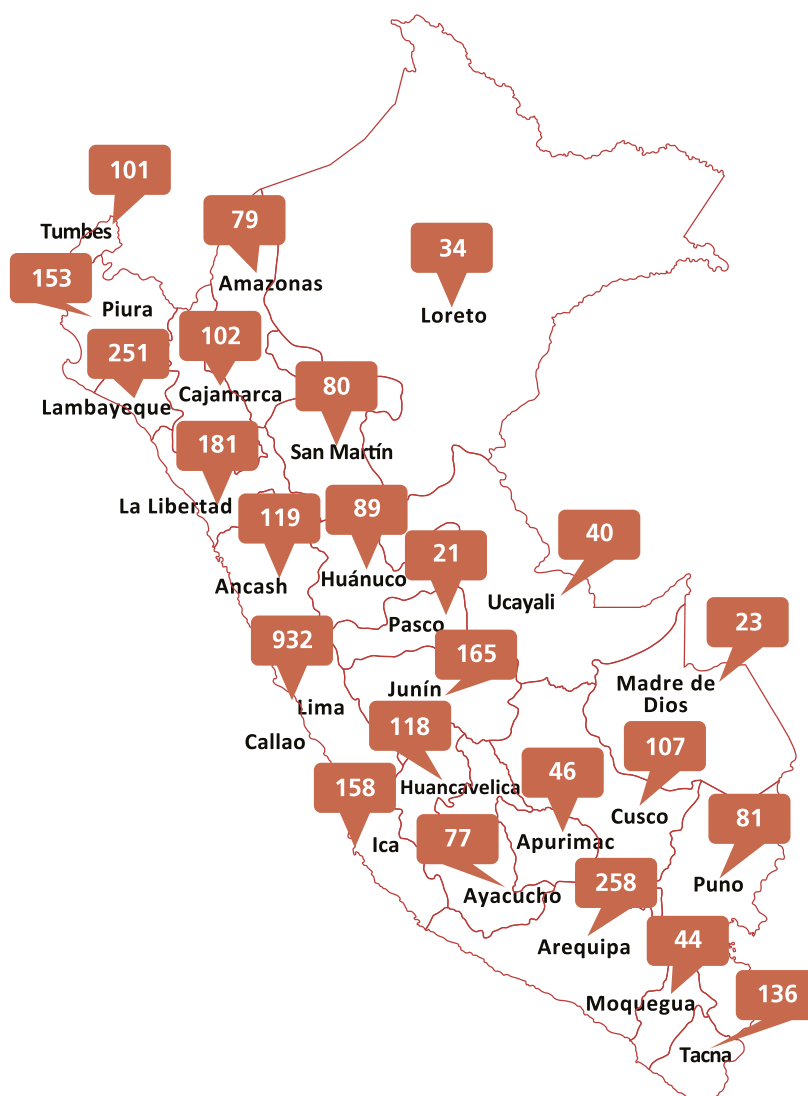 101
Tumbes
79
Amazonas
34
Loreto
153
Piura
102
Cajamarca
251
Lambayeque
80
San Martín
181
La Libertad
119
Ancash
89
Huánuco
40
Ucayali
21
Pasco
23
Madre de
Dios
932
Lima
Callao
165
Junín
118
Huancavelica
107
Cusco
46
Apurimac
158
Ica
81
Puno
77
Ayacucho
258
Arequipa
44
Moquegua
136
Tacna